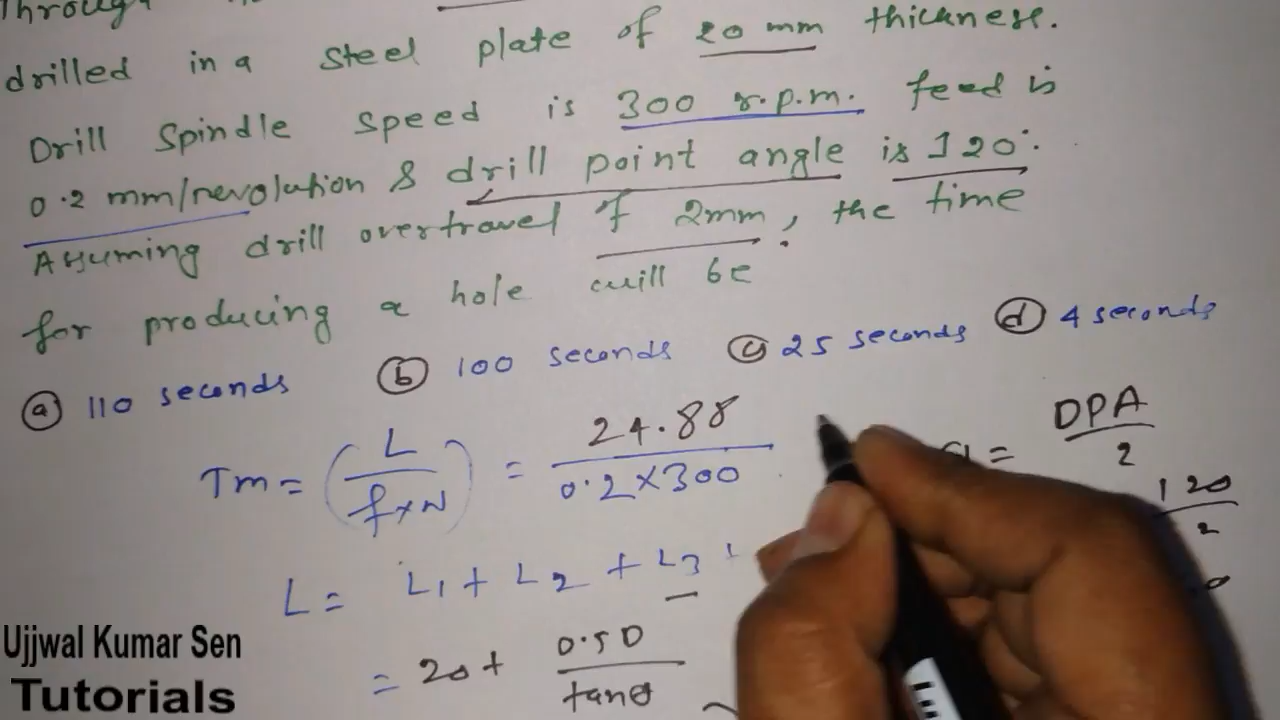 Through
drilled in a steel plate of 20 mm thickness.
Drill Spindle speed is 300 r.p.m. feed is
0.2 mm/revolution & drill point angle is 120°.
Assuming drill overtravel of 2mm, the time
for producing a hole will be
(a) 110 seconds (b) 100 seconds (c) 25 seconds (d) 4 seconds
Tm = (L / f×N) = 24.88 / 0.2×300
= DPA / 2
120 / 2
L = L1 + L2 + L3
= 20 + 0.5D / tanθ
Ujjwal Kumar Sen
Tutorials